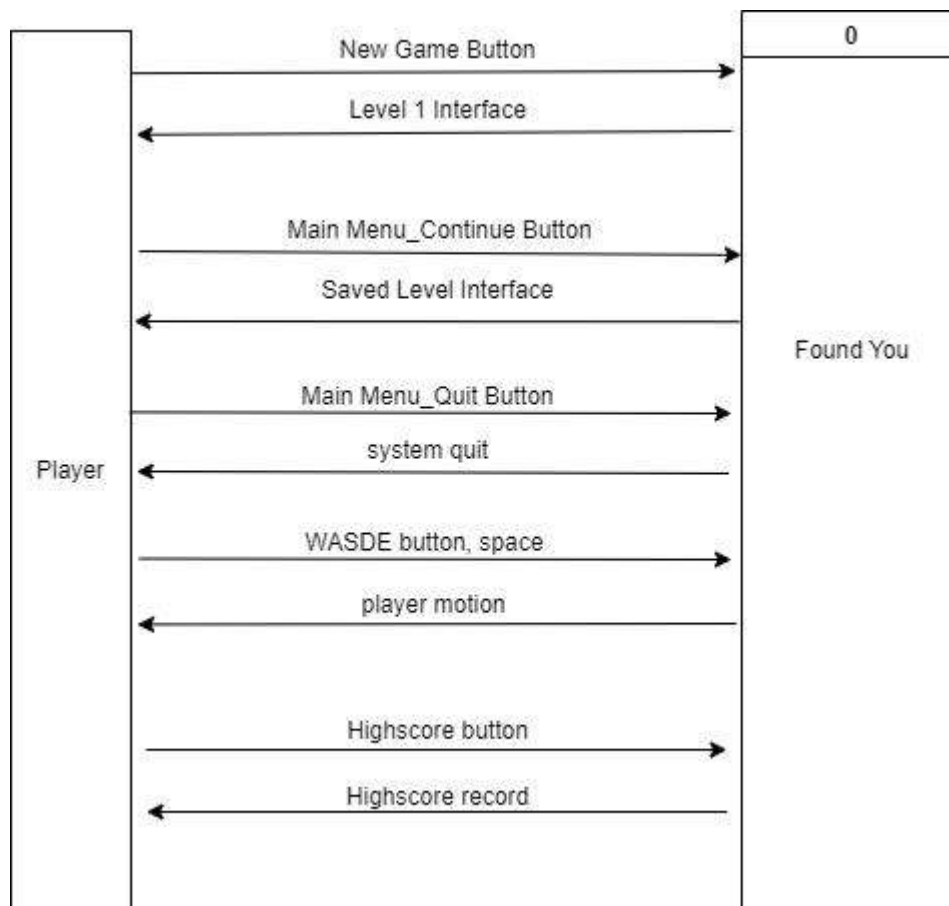 0
New Game Button
Level 1 Interface
Main Menu_Continue Button
Saved Level Interface
Found You
Main Menu_Quit Button
system quit
Player
WASDE button, space
player motion
Highscore button
Highscore record